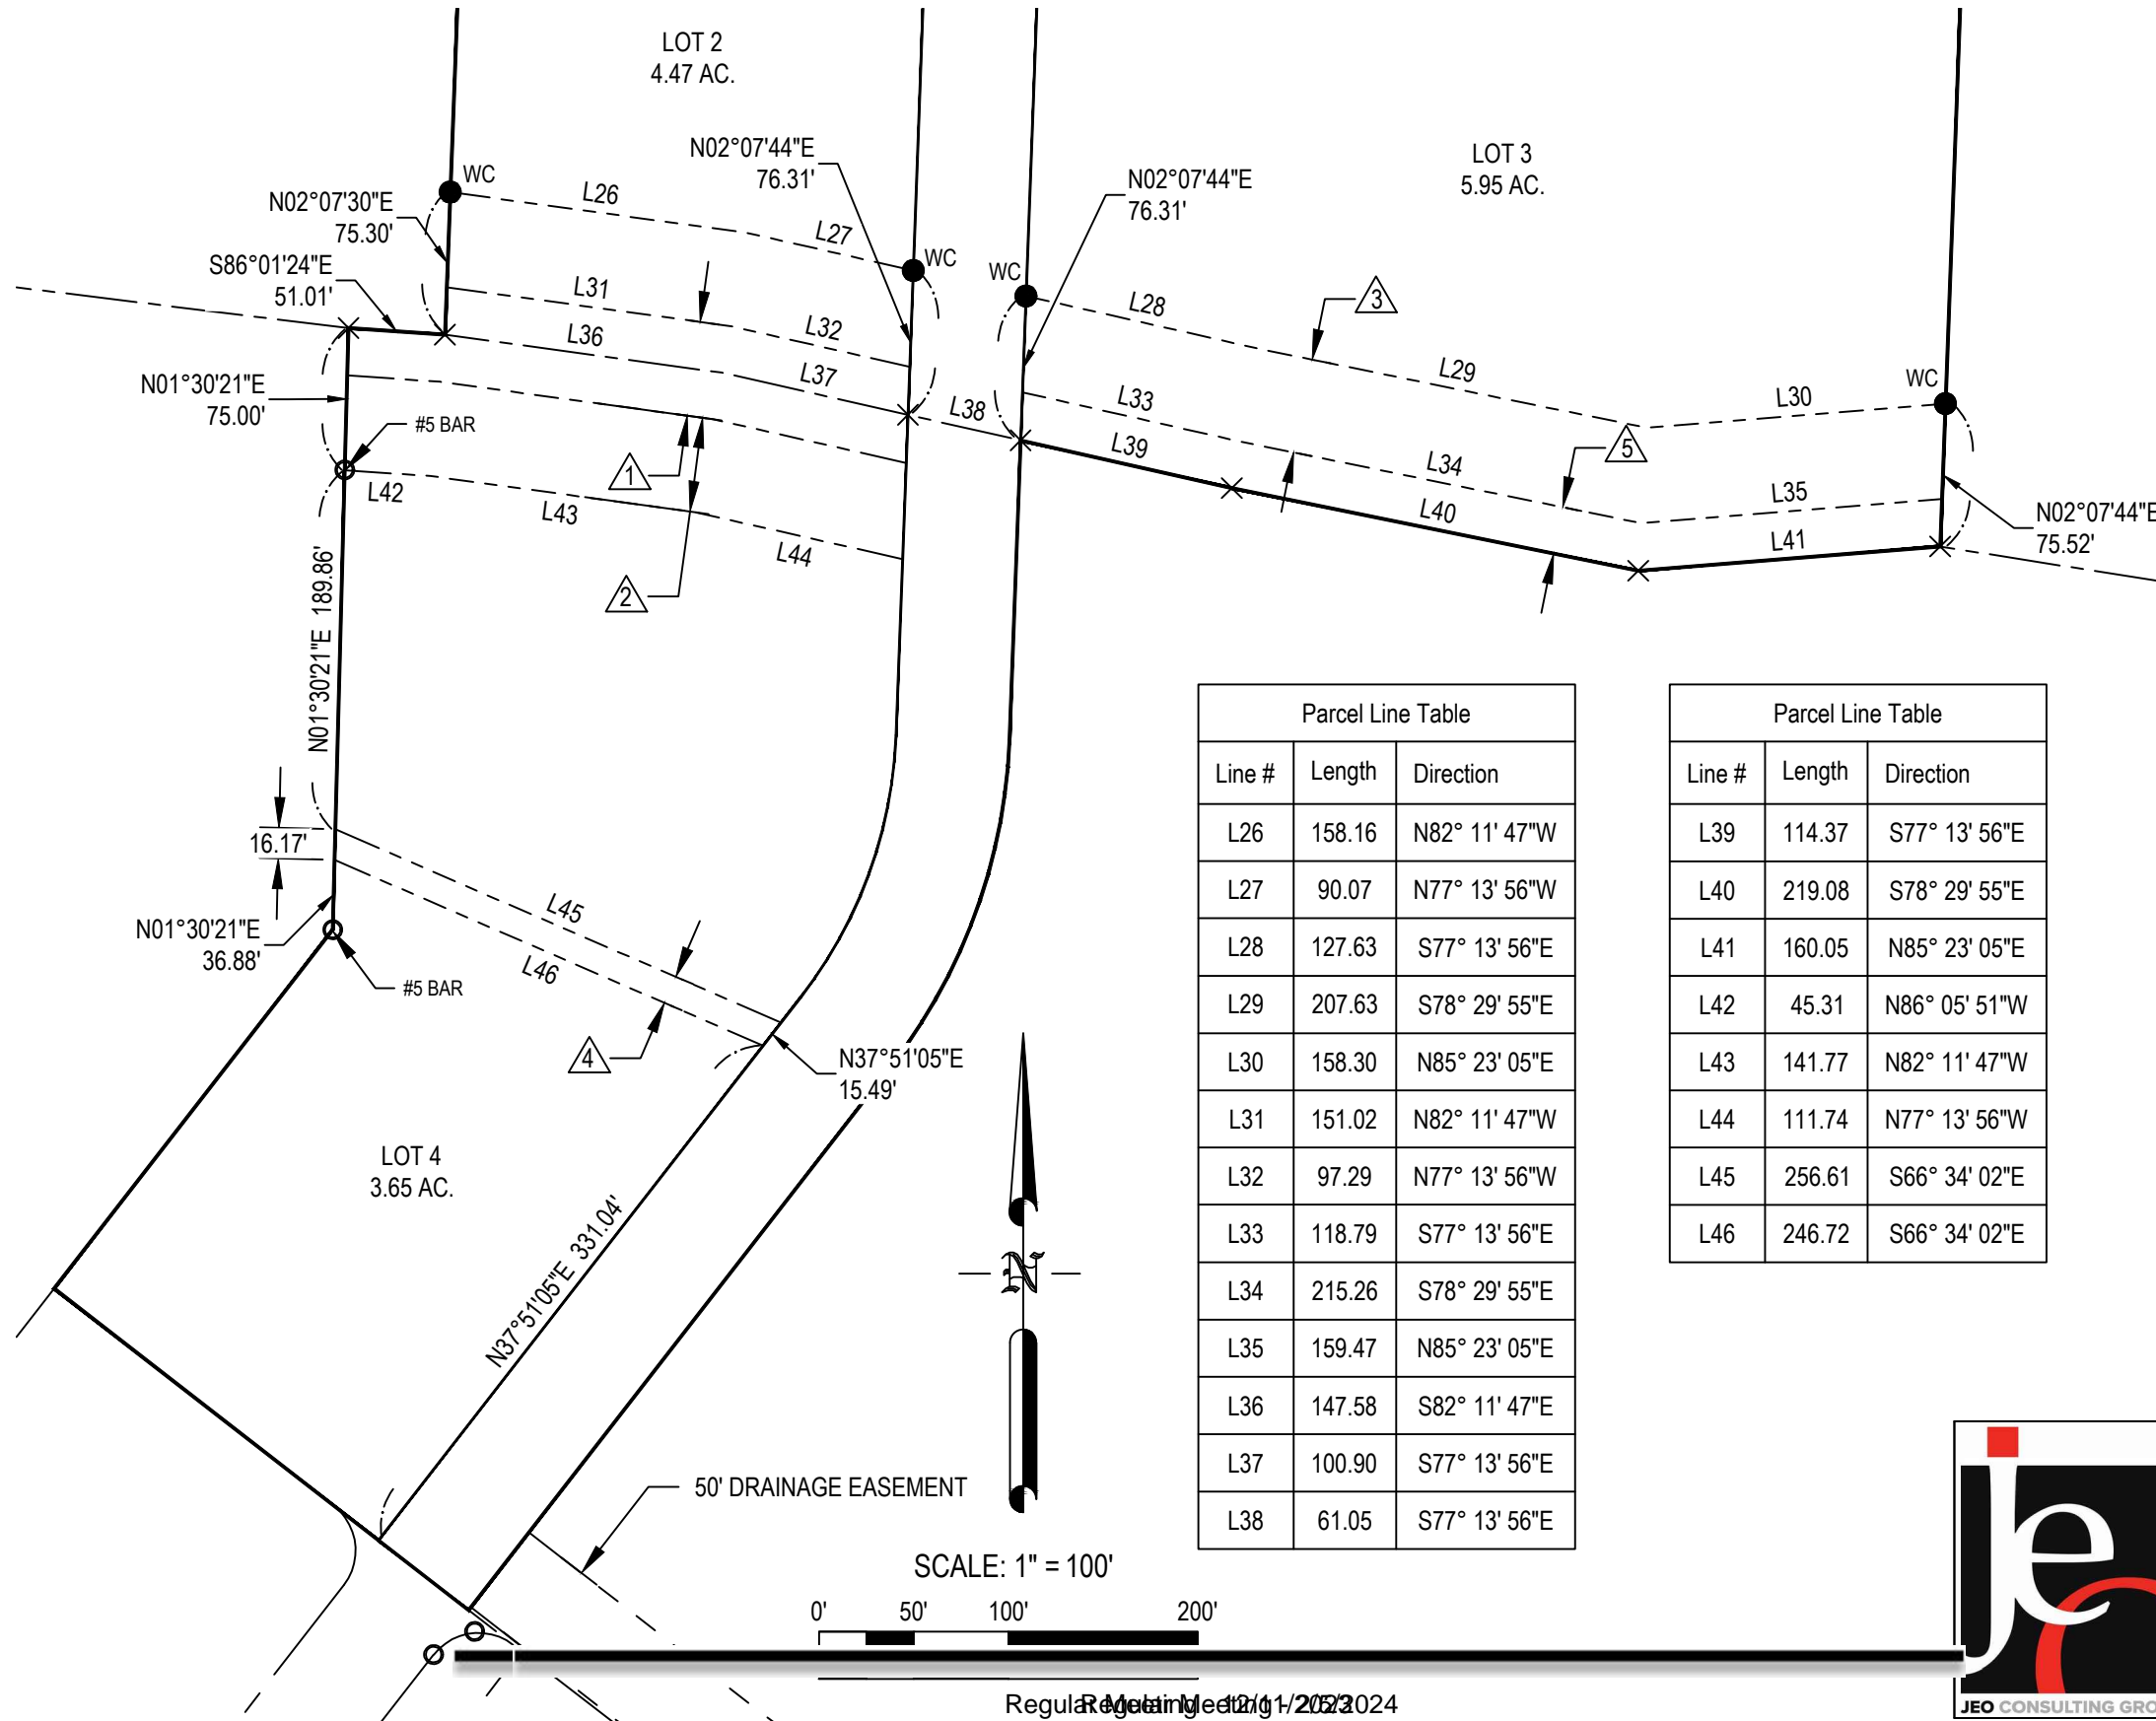 LOT 2
4.47 AC.
LOT 3
5.95 AC.
N02°07'44"E
76.31'
N02°07'44"E
76.31'
WC
L26
N02°07'30"E
75.30'
L27
WC
WC
S86°01'24"E
51.01'
L31
L28
3
L32
L36
L29
WC
L30
N01°30'21"E
75.00'
L37
L38
L33
#5 BAR
L39
L34
5
1
L42
L43
L40
L35
N02°07'44"E
75.52'
L41
L44
2
N01°30'21"E 189.86'
16.17'
L45
N01°30'21"E
36.88'
L46
#5 BAR
4
N37°51'05"E
15.49'
LOT 4
3.65 AC.
N37°51'05"E 331.04'
N
50' DRAINAGE EASEMENT
SCALE: 1" = 100'
0' 50' 100' 200'
Parcel Line Table
Line # Length Direction
L26 158.16 N82° 11' 47"W
L27 90.07 N77° 13' 56"W
L28 127.63 S77° 13' 56"E
L29 207.63 S78° 29' 55"E
L30 158.30 N85° 23' 05"E
L31 151.02 N82° 11' 47"W
L32 97.29 N77° 13' 56"W
L33 118.79 S77° 13' 56"E
L34 215.26 S78° 29' 55"E
L35 159.47 N85° 23' 05"E
L36 147.58 S82° 11' 47"E
L37 100.90 S77° 13' 56"E
L38 61.05 S77° 13' 56"E
Parcel Line Table
Line # Length Direction
L39 114.37 S77° 13' 56"E
L40 219.08 S78° 29' 55"E
L41 160.05 N85° 23' 05"E
L42 45.31 N86° 05' 51"W
L43 141.77 N82° 11' 47"W
L44 111.74 N77° 13' 56"W
L45 256.61 S66° 34' 02"E
L46 246.72 S66° 34' 02"E
jeo
JEO CONSULTING GRO